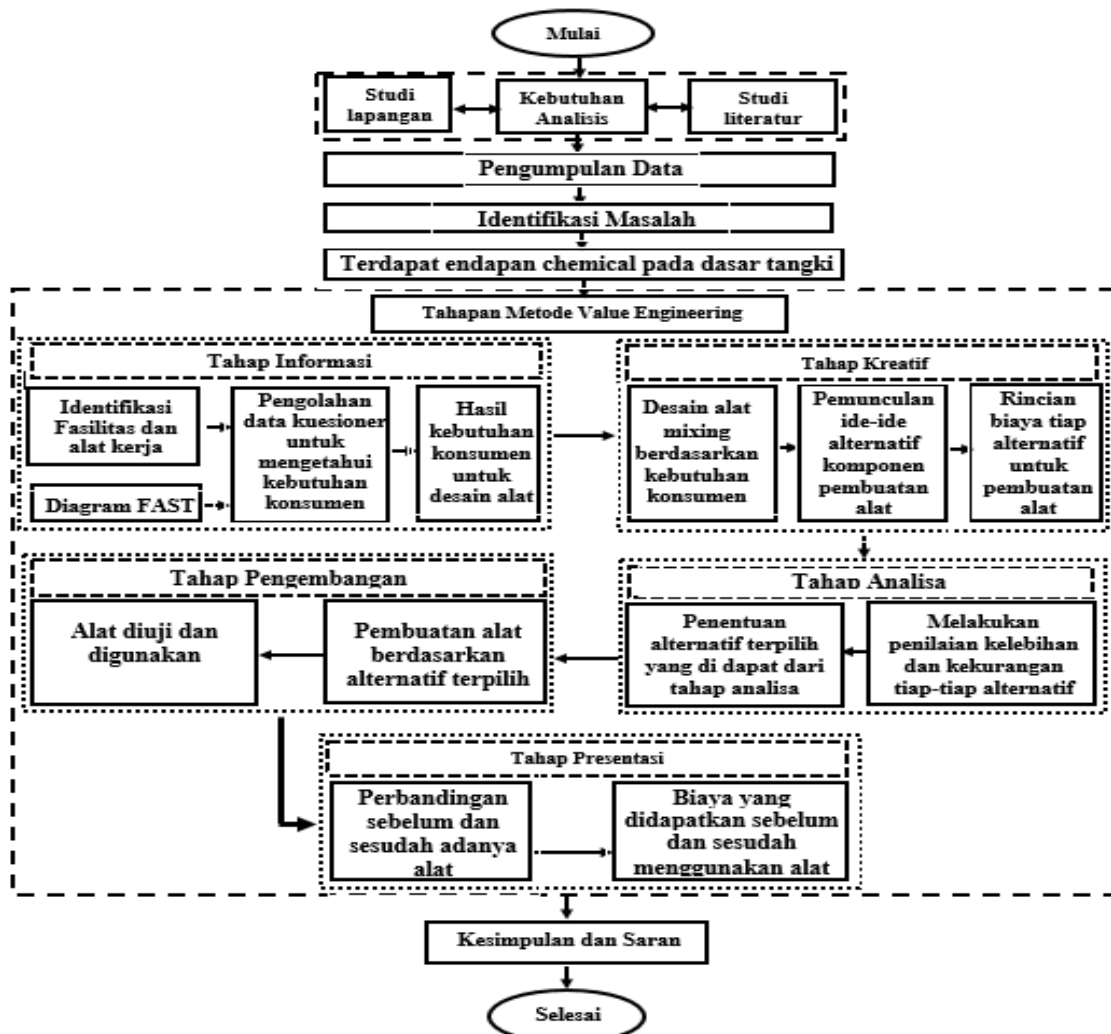 Mulai
Studi
lapangan
Kebutuhan
Analisis
Studi
literatur
Pengumpulan Data
Identifikasi Masalah
Terdapat endapan chemical pada dasar tangki
Tahapan Metode Value Engineering
Tahap Informasi
Identifikasi
Fasilitas dan
alat kerja
Diagram FAST
Pengolahan
data kuesioner
untuk
mengetahui
kebutuhan
konsumen
Hasil
kebutuhan
konsumen
untuk
desain alat
Tahap Kreatif
Desain alat
mixing
berdasarkan
kebutuhan
konsumen
Pemunculan
ide-ide
alternatif
komponen
pembuatan
alat
Rincian
biaya tiap
alternatif
untuk
pembuatan
alat
Tahap Analisa
Melakukan
penilaian kelebihan
dan kekurangan
tiap-tiap alternatif
Penentuan
alternatif terpilih
yang di dapat dari
tahap analisa
Tahap Pengembangan
Pembuatan alat
berdasarkan
alternatif terpilih
Alat diuji dan
digunakan
Tahap Presentasi
Perbandingan
sebelum dan
sesudah adanya
alat
Biaya yang
didapatkan sebelum
dan sesudah
menggunakan alat
Kesimpulan dan Saran
Selesai